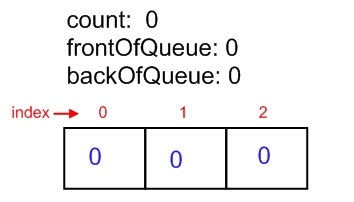 count: 0
frontOfQueue: 0
backOfQueue: 0
index 0 1 2
0 0 0